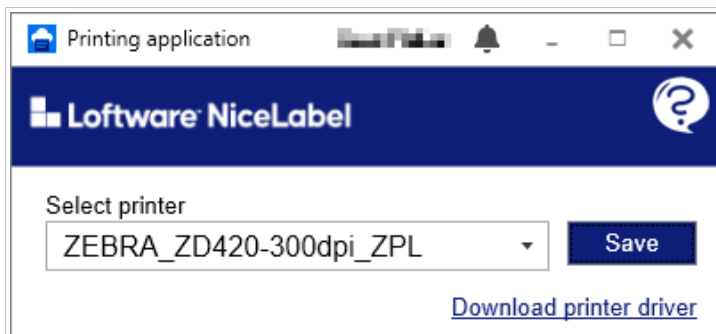 Printing application
Loftware NiceLabel
Select printer
ZEBRA_ZD420-300dpi_ZPL
Save
Download printer driver